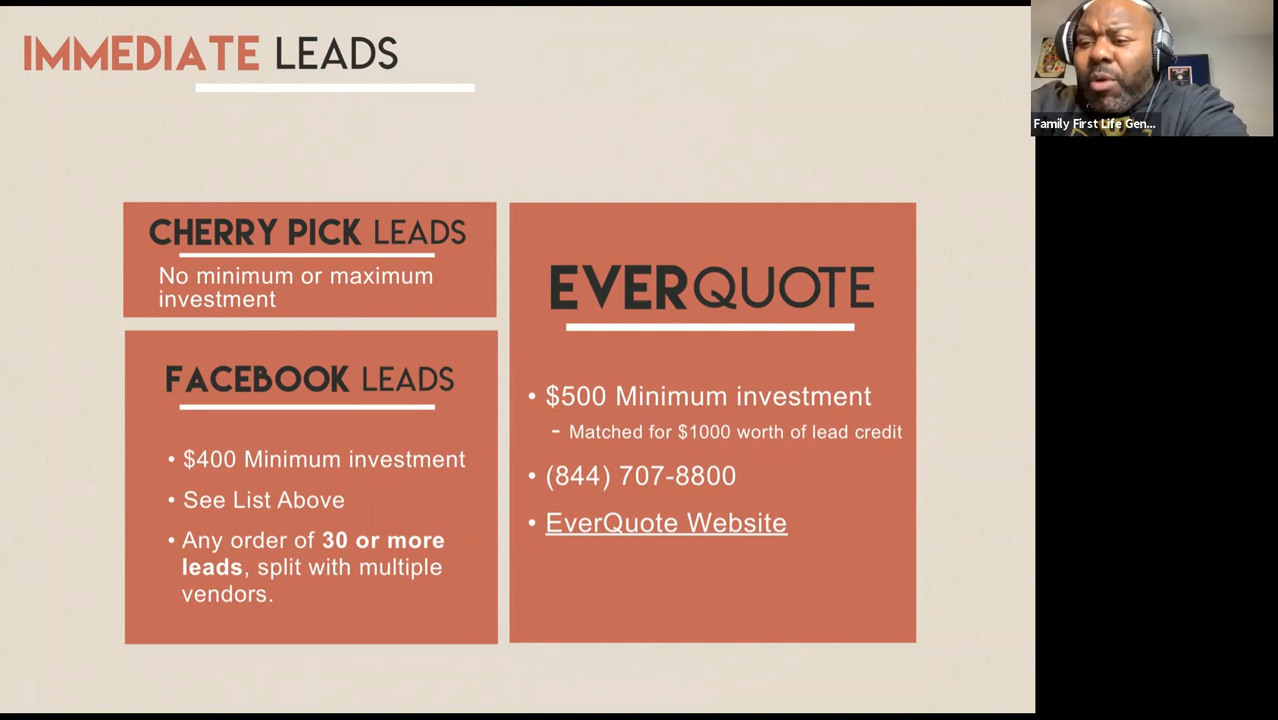 IMMEDIATE LEADS
CHERRY PICK LEADS
No minimum or maximum
investment
FACEBOOK LEADS
• $400 Minimum investment
• See List Above
• Any order of 30 or more
leads, split with multiple
vendors.
EVERQUOTE
• $500 Minimum investment
- Matched for $1000 worth of lead credit
• (844) 707-8800
• EverQuote Website
Family First Life Gen...